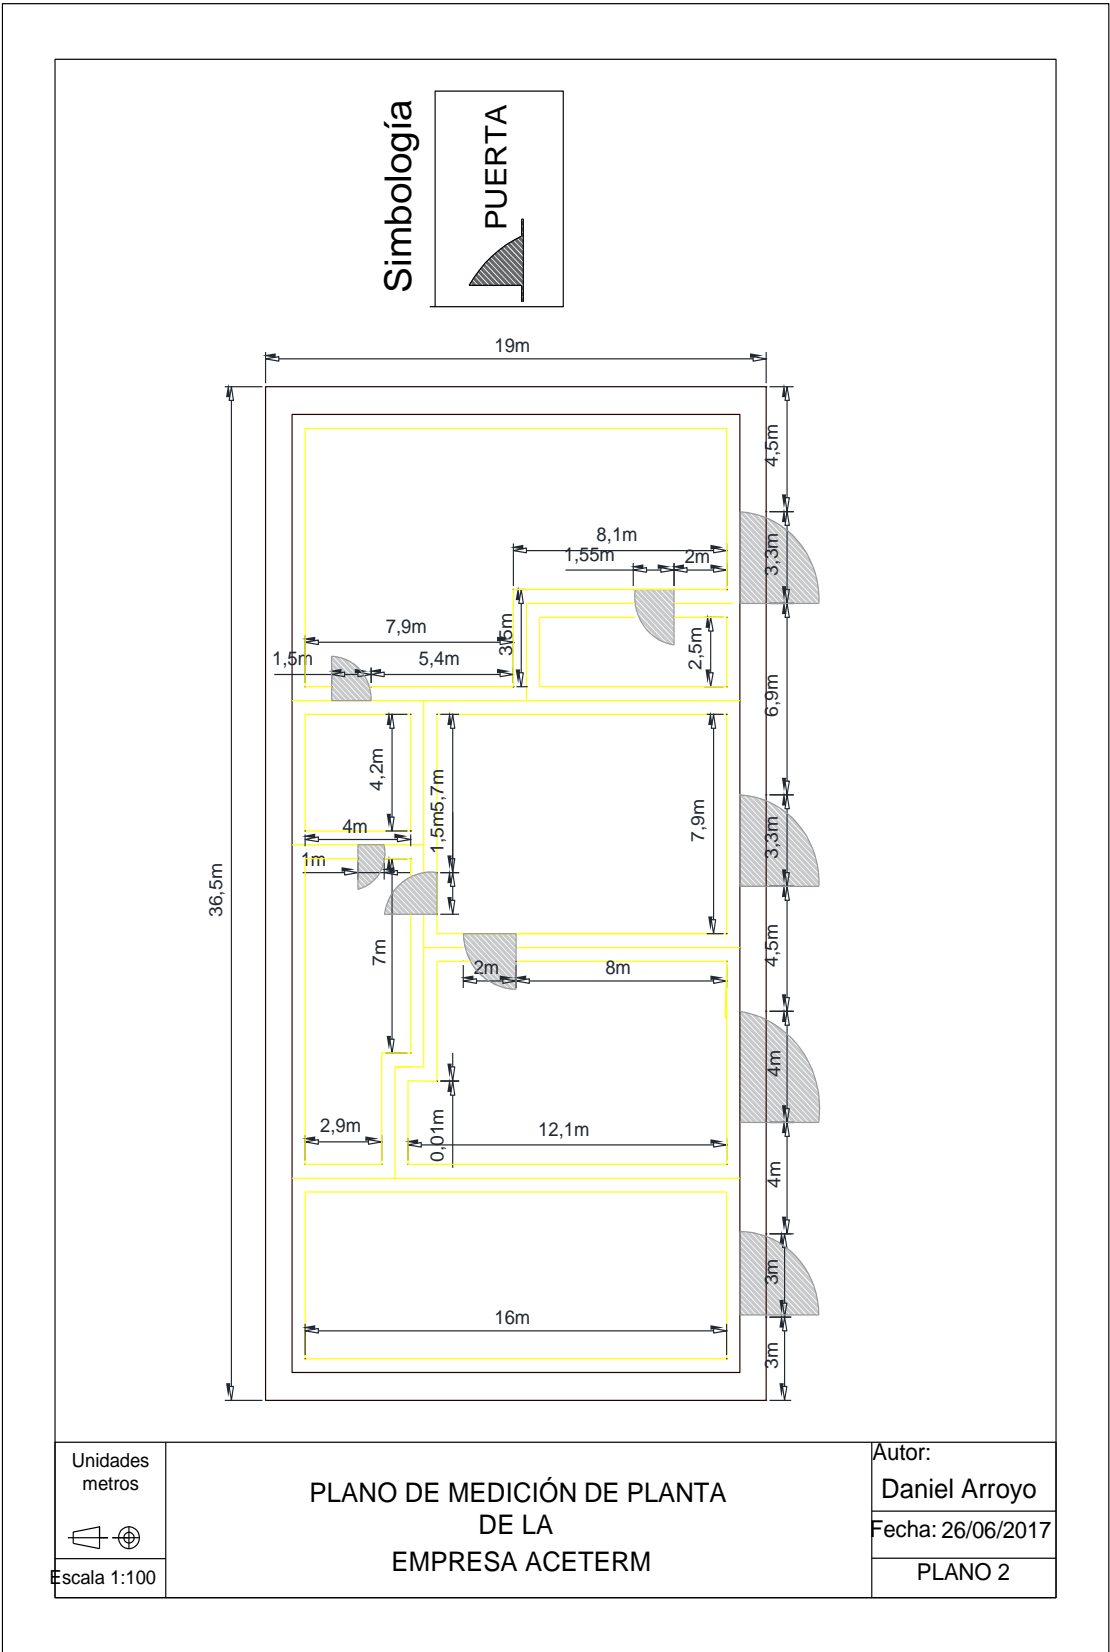 Simbología
PUERTA
19m
4,5m
3,3m
8,1m
1,55m
2m
7,9m
3,5m
2,5m
1,5m
5,4m
6,9m
4,2m
5,7m
1,5m
7,9m
4m
1m
3,3m
36,5m
7m
2m
8m
4,5m
4m
0,01m
2,9m
12,1m
4m
3m
16m
3m
Unidades
metros
Escala 1:100
PLANO DE MEDICIÓN DE PLANTA
DE LA
EMPRESA ACETERM
Autor:
Daniel Arroyo
Fecha: 26/06/2017
PLANO 2